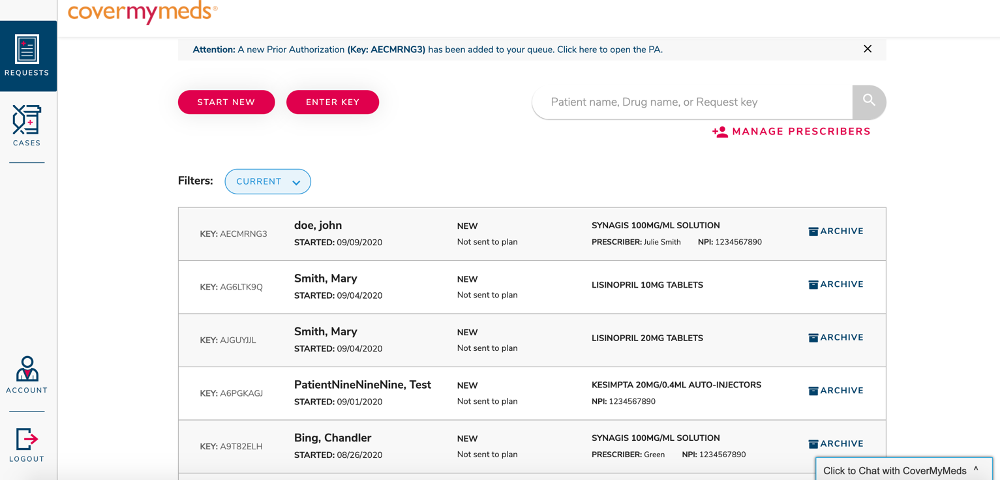 covermymeds®
REQUESTS
CASES
ACCOUNT
LOGOUT
Attention: A new Prior Authorization (Key: AECMRNG3) has been added to your queue. Click here to open the PA.
START NEW
ENTER KEY
Patient name, Drug name, or Request key
MANAGE PRESCRIBERS
Filters: CURRENT
KEY: AECMRNG3
doe, john
STARTED: 09/09/2020
NEW
Not sent to plan
SYNAGIS 100MG/ML SOLUTION
PRESCRIBER: Julie Smith NPI: 1234567890
ARCHIVE
KEY: AG6LTK9Q
Smith, Mary
STARTED: 09/04/2020
NEW
Not sent to plan
LISINOPRIL 10MG TABLETS
ARCHIVE
KEY: AJGUYJJL
Smith, Mary
STARTED: 09/04/2020
NEW
Not sent to plan
LISINOPRIL 20MG TABLETS
ARCHIVE
KEY: A6PGKAGJ
PatientNineNineNine, Test
STARTED: 09/01/2020
NEW
Not sent to plan
KESIMPTA 20MG/0.4ML AUTO-INJECTORS
NPI: 1234567890
ARCHIVE
KEY: A9T82ELH
Bing, Chandler
STARTED: 08/26/2020
NEW
Not sent to plan
SYNAGIS 100MG/ML SOLUTION
PRESCRIBER: Green NPI: 1234567890
ARCHIVE
Click to Chat with CoverMyMeds ^